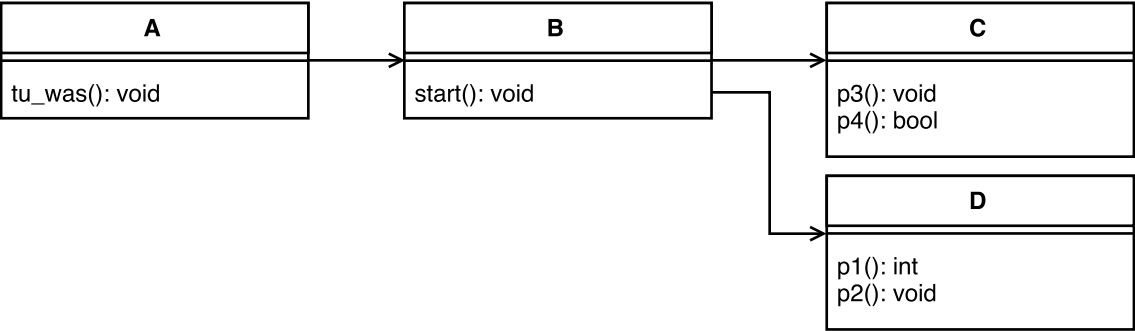 A
tu_was(): void
B
start(): void
C
p3(): void
p4(): bool
D
p1(): int
p2(): void